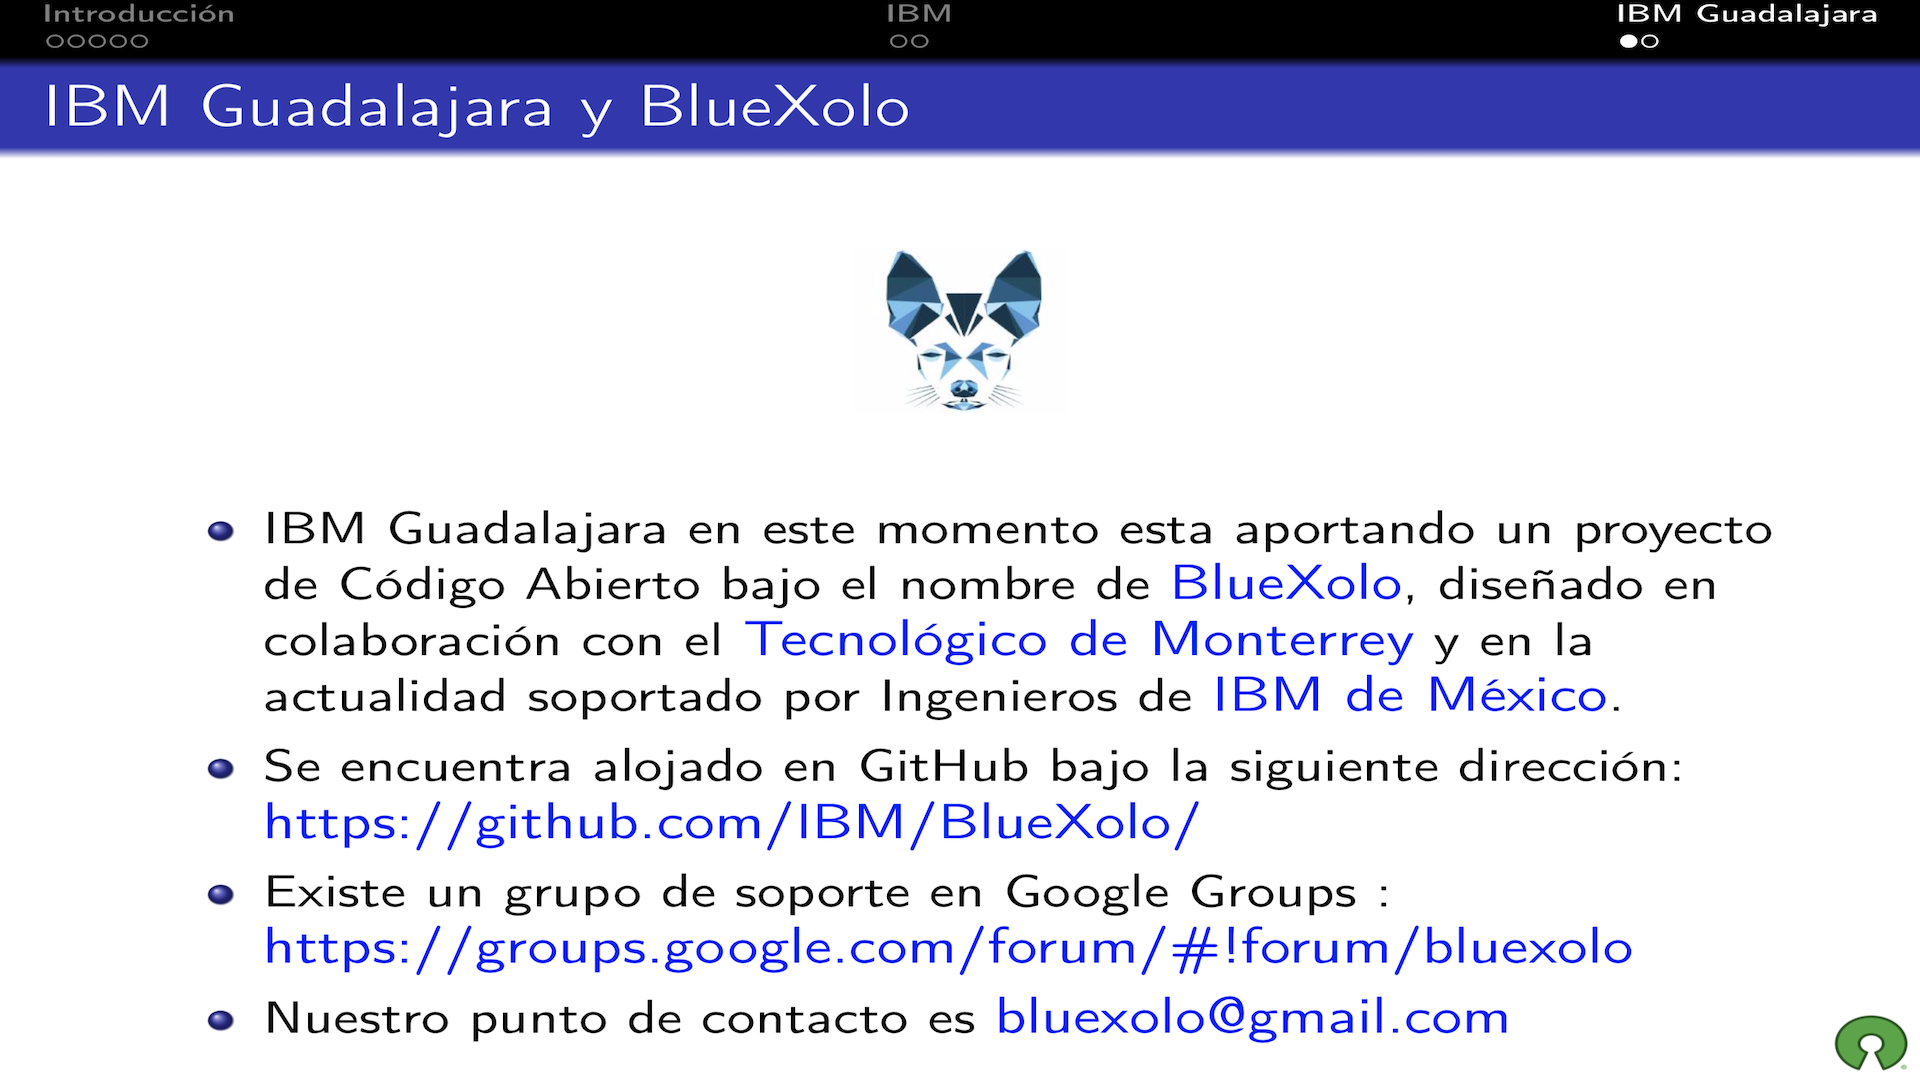 Introducción
IBM
IBM Guadalajara
IBM Guadalajara y BlueXolo
IBM Guadalajara en este momento esta aportando un proyecto
de Código Abierto bajo el nombre de BlueXolo, diseñado en
colaboración con el Tecnológico de Monterrey y en la
actualidad soportado por Ingenieros de IBM de México.
Se encuentra alojado en GitHub bajo la siguiente dirección:
https://github.com/IBM/BlueXolo/
Existe un grupo de soporte en Google Groups :
https://groups.google.com/forum/#!forum/bluexolo
Nuestro punto de contacto es bluexolo@gmail.com